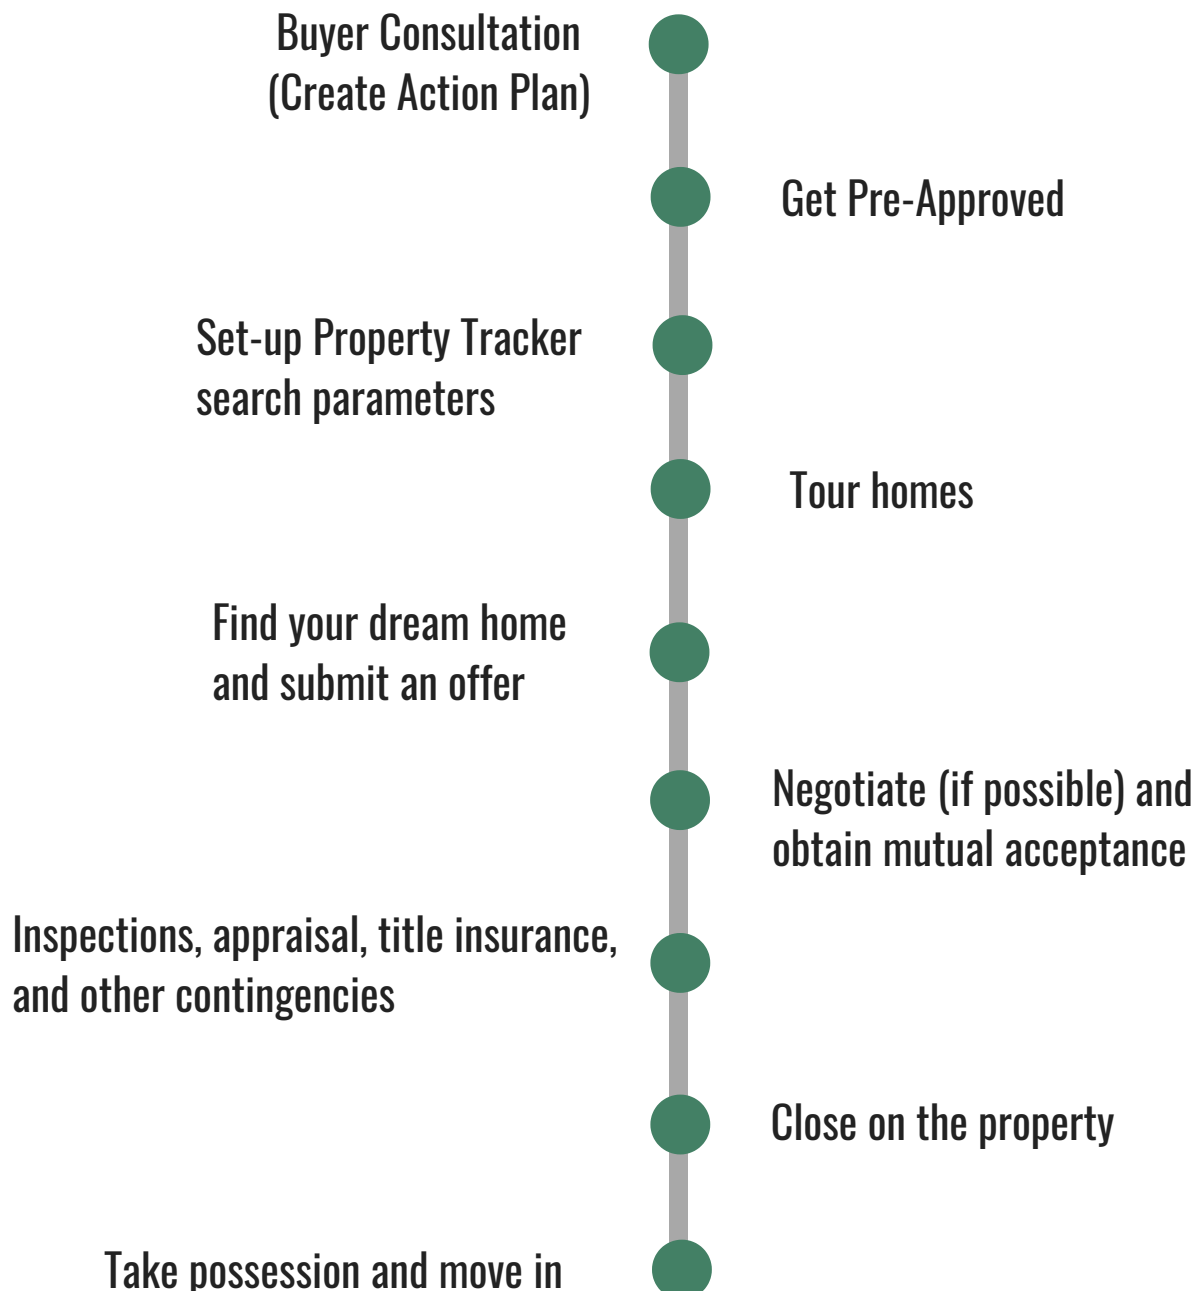 Buyer Consultation
(Create Action Plan)
Get Pre-Approved
Set-up Property Tracker
search parameters
Tour homes
Find your dream home
and submit an offer
Negotiate (if possible) and
obtain mutual acceptance
Inspections, appraisal, title insurance,
and other contingencies
Close on the property
Take possession and move in